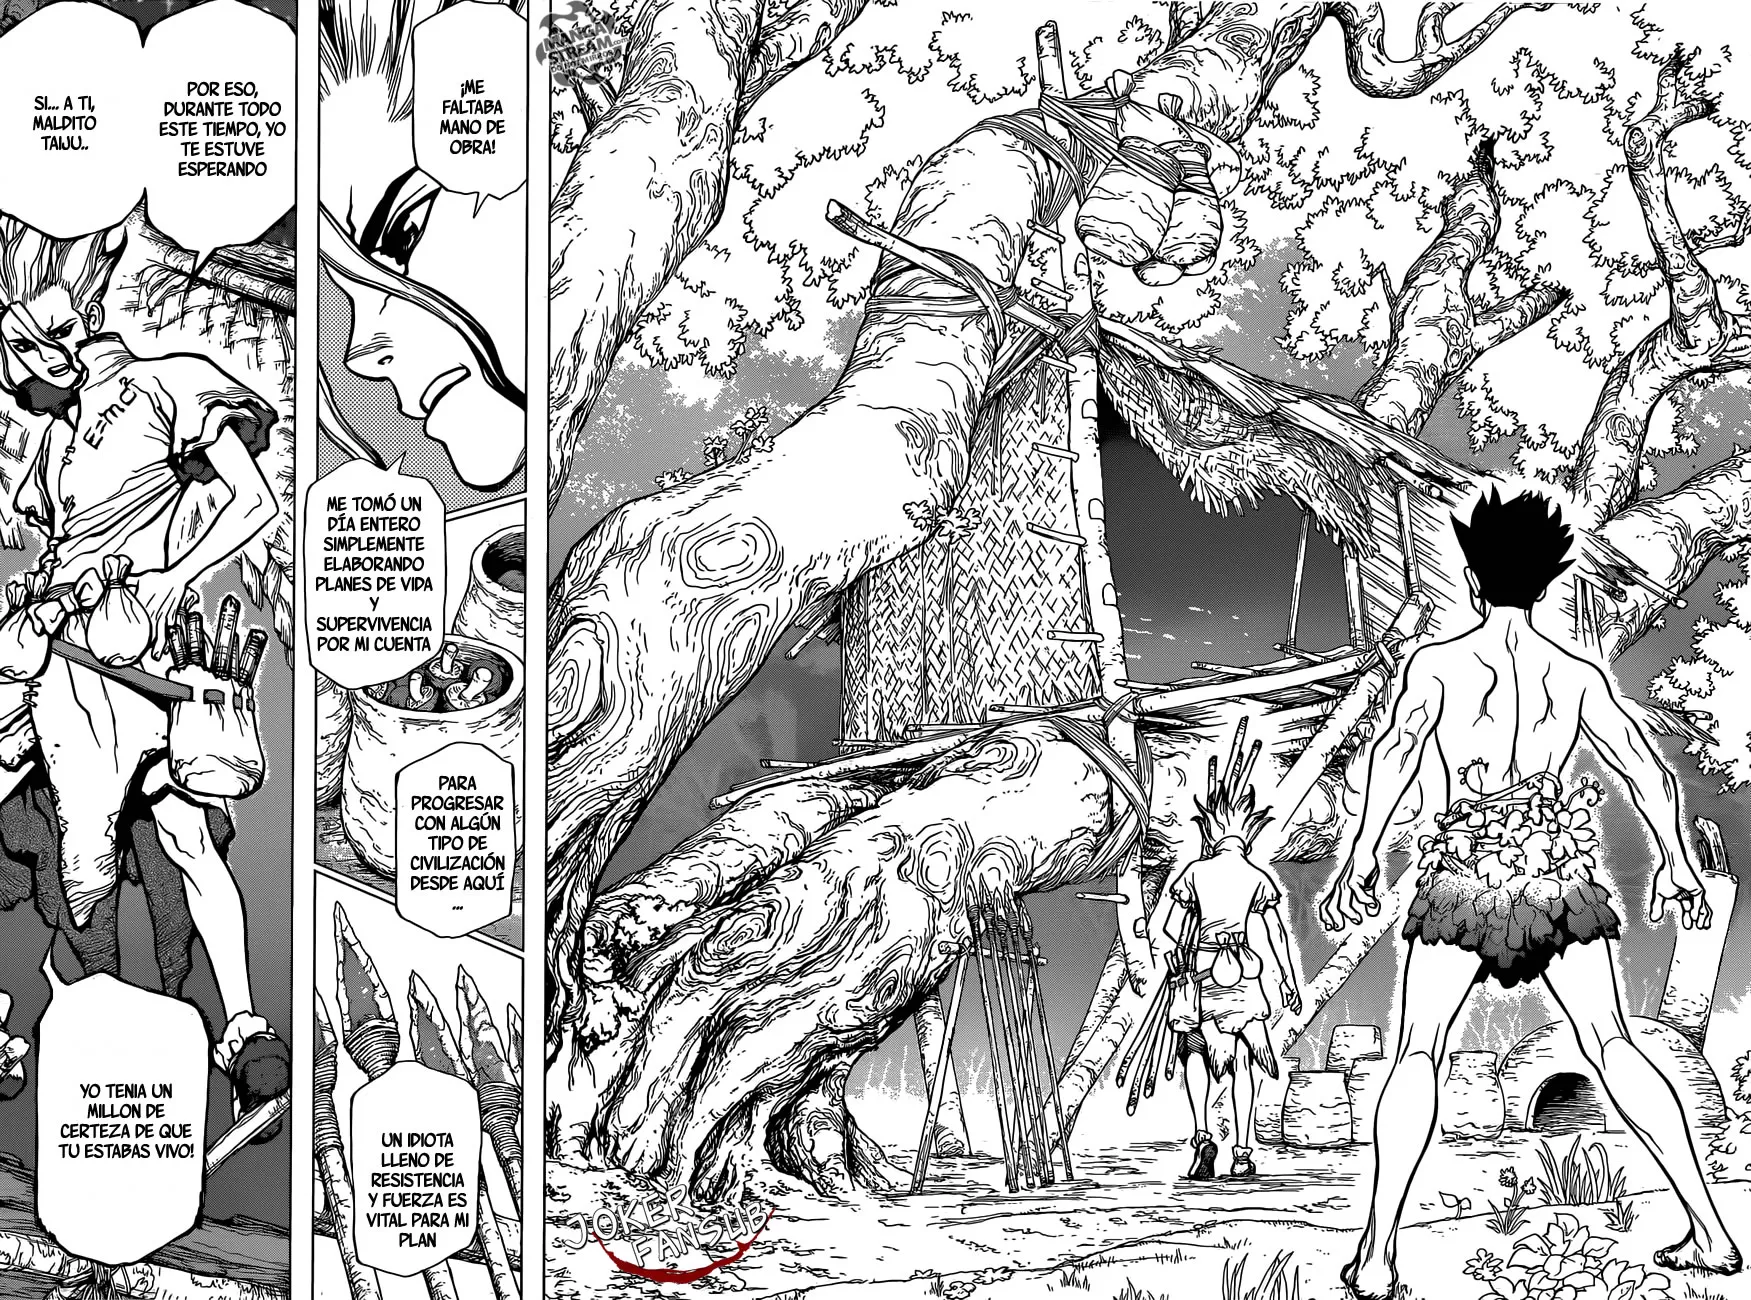 ¡ME
FALTABA
MANO DE
OBRA!
ME TOMÓ UN
DÍA ENTERO
SIMPLEMENTE
ELABORANDO
PLANES DE VIDA
Y
SUPERVIVENCIA
POR MI CUENTA
PARA
PROGRESAR
CON ALGÚN
TIPO DE
CIVILIZACIÓN
DESDE AQUÍ
...
UN IDIOTA
LLENO DE
RESISTENCIA
Y FUERZA ES
VITAL PARA MI
PLAN
POR ESO,
DURANTE TODO
ESTE TIEMPO, YO
TE ESTUVE
ESPERANDO
SI... A TI,
MALDITO
TAIJU..
E=mc²
YO TENIA UN
MILLON DE
CERTEZA DE QUE
TU ESTABAS VIVO!
MANGA
STREAM
JOKER
FANSUB